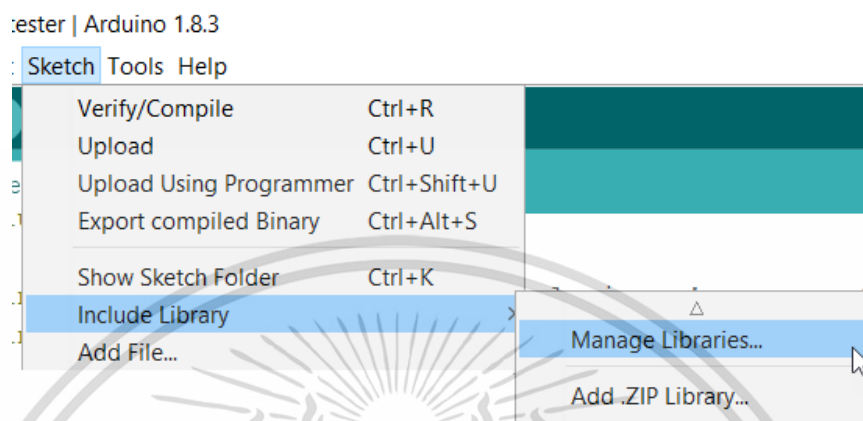 tester | Arduino 1.8.3
Sketch Tools Help
Verify/Compile Ctrl+R
Upload Ctrl+U
Upload Using Programmer Ctrl+Shift+U
Export compiled Binary Ctrl+Alt+S
Show Sketch Folder Ctrl+K
Include Library
Manage Libraries...
Add File...
Add .ZIP Library...